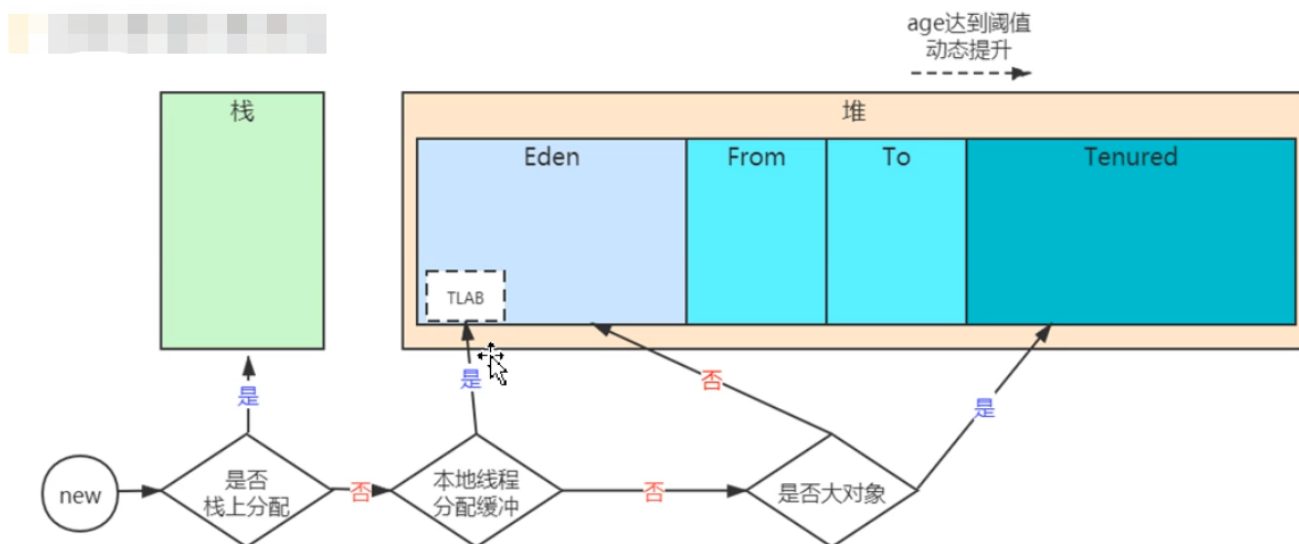 age达到阈值
动态提升
栈
堆
Eden
From
To
Tenured
TLAB
是
是
否
是
new
是否
栈上分配
否
本地线程
分配缓冲
否
是否大对象